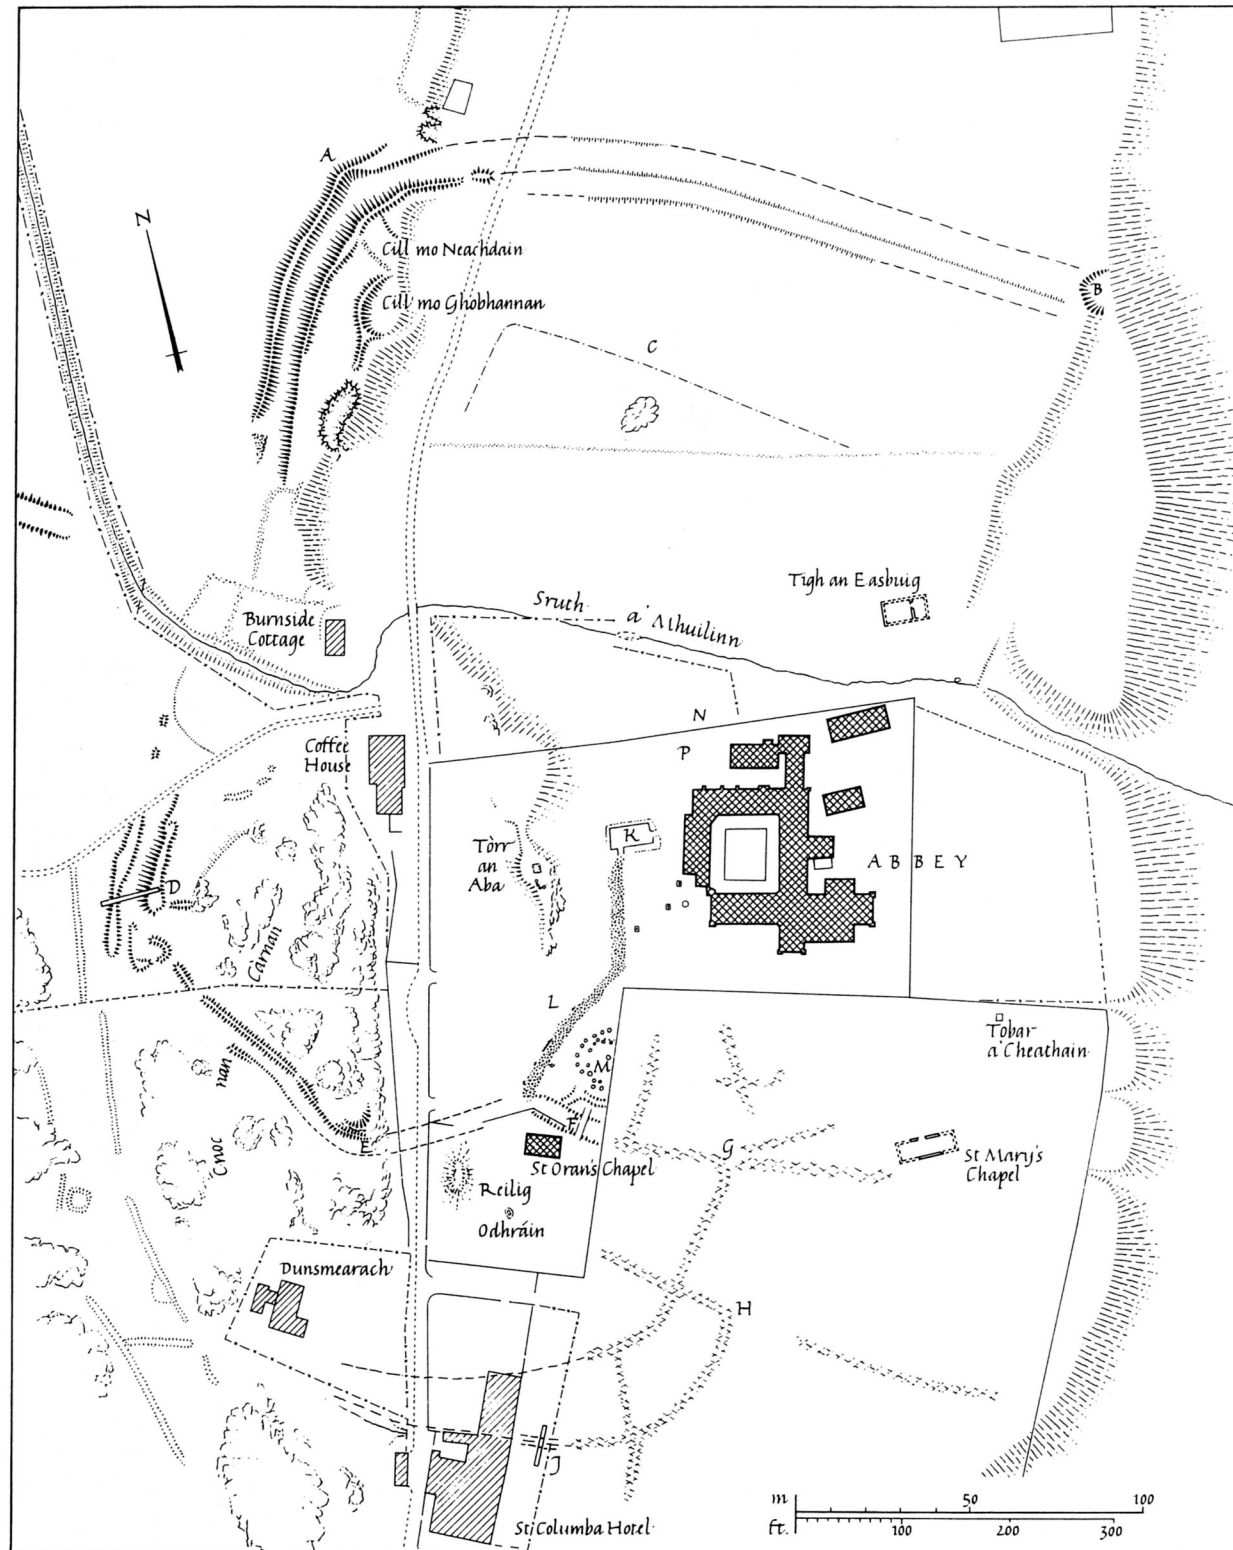 A
N
Cill mo Neachdain
Cill mo Ghobhannan
B
C
Tigh an Easbuig
Sruth a' Mhuilinn
Burnside
Cottage
N
P
Coffee
House
K
Tòrr
an
Aba
ABBEY
D
Càrnan
L
Tobar
a' Cheathain
M
nan
E
F
Cnoc
G
St Oran's Chapel
St Mary's
Chapel
Reilig
Odhráin
Dunsmearach
H
J
St Columba Hotel
m 50 100
ft. 100 200 300